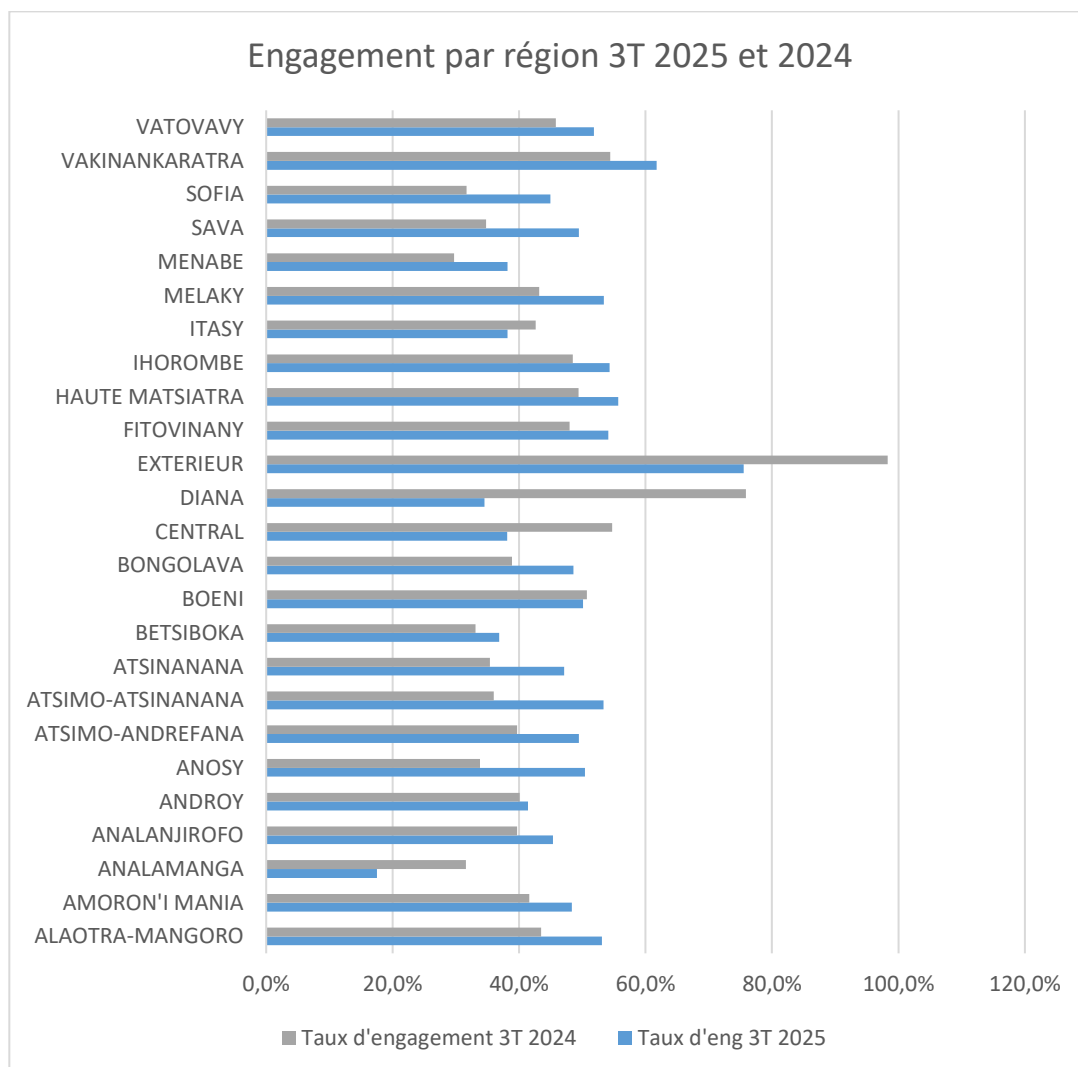 Engagement par région 3T 2025 et 2024
VATOVAVY
VAKINANKARATRA
SOFIA
SAVA
MENABE
MELAKY
ITASY
IHOROMBE
HAUTE MATSIATRA
FITOVINANY
EXTERIEUR
DIANA
CENTRAL
BONGOLAVA
BOENI
BETSIBOKA
ATSINANANA
ATSIMO-ATSINANANA
ATSIMO-ANDREFANA
ANOSY
ANDROY
ANALANJIROFO
ANALAMANGA
AMORON'I MANIA
ALAOTRA-MANGORO
0,0% 20,0% 40,0% 60,0% 80,0% 100,0% 120,0%
Taux d'engagement 3T 2024 Taux d'eng 3T 2025